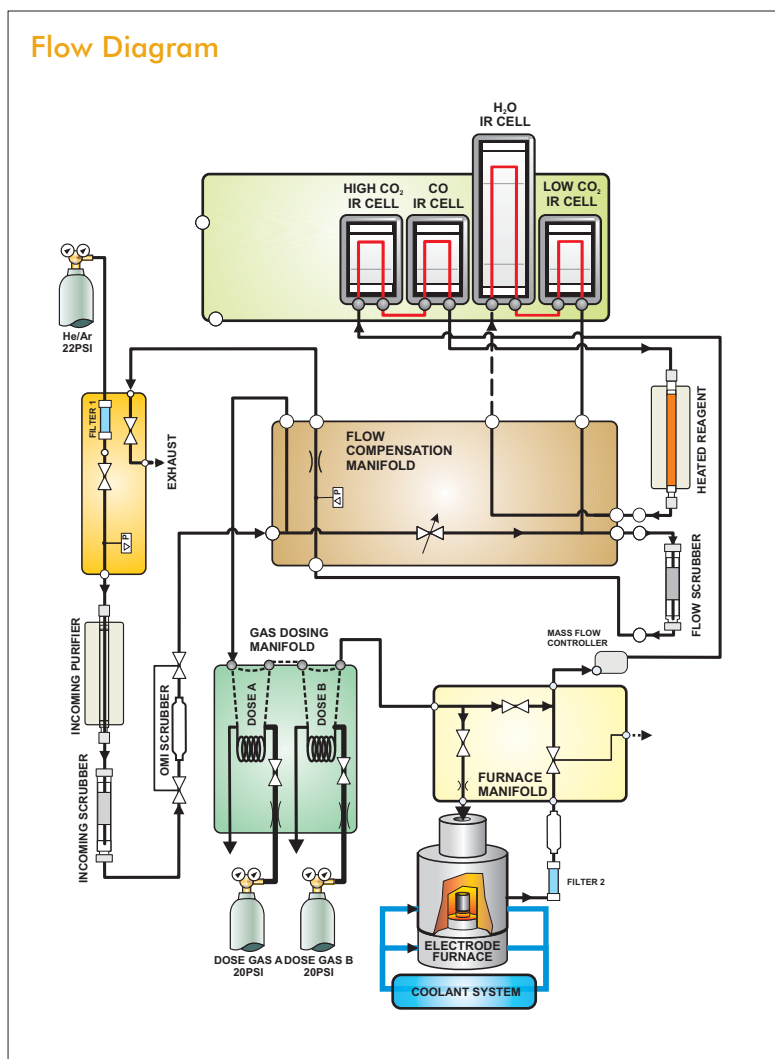 Flow Diagram
H₂O
IR CELL
HIGH CO₂
IR CELL
CO
IR CELL
LOW CO₂
IR CELL
He/Ar
22PSI
FILTER 1
EXHAUST
P
FLOW
COMPENSATION
MANIFOLD
P
HEATED REAGENT
FLOW SCRUBBER
INCOMING PURIFIER
OMI SCRUBBER
INCOMING SCRUBBER
GAS DOSING
MANIFOLD
DOSE A
DOSE B
MASS FLOW
CONTROLLER
FURNACE
MANIFOLD
FILTER 2
ELECTRODE
FURNACE
DOSE GAS A
20PSI
DOSE GAS B
20PSI
COOLANT SYSTEM